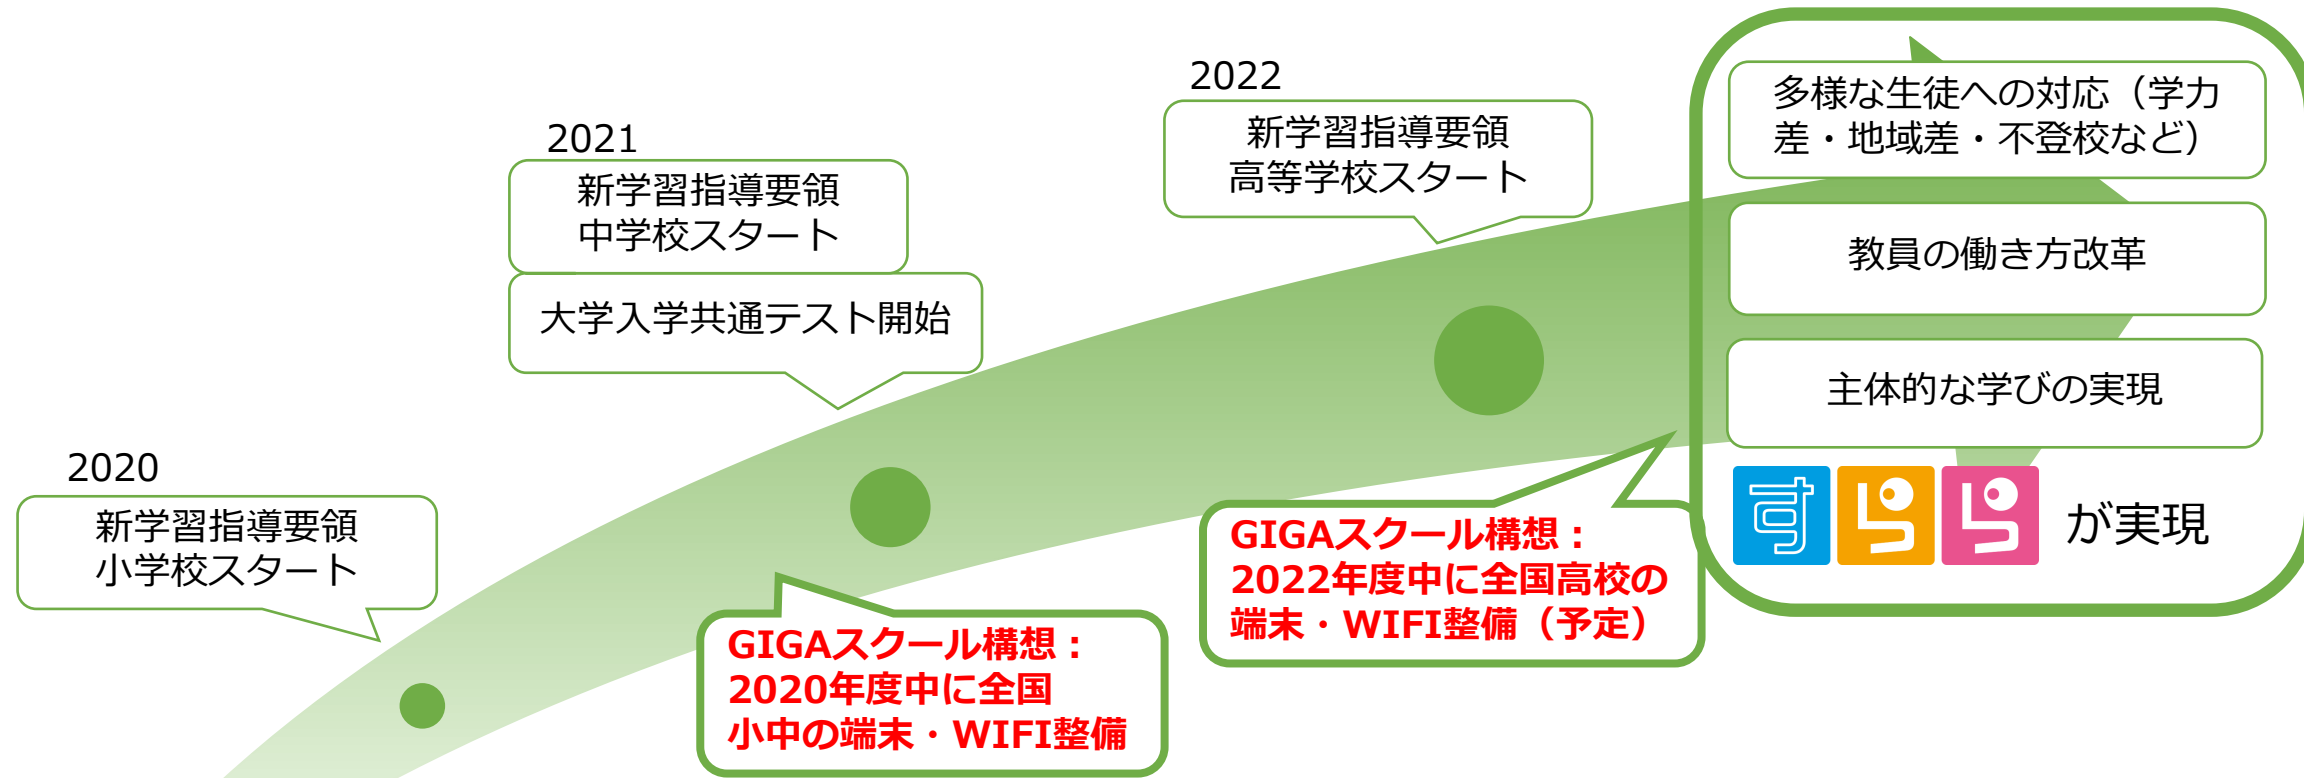 2020
新学習指導要領
小学校スタート
2021
新学習指導要領
中学校スタート
大学入学共通テスト開始
GIGAスクール構想：
2020年度中に全国
小中の端末・WIFI整備
2022
新学習指導要領
高等学校スタート
GIGAスクール構想：
2022年度中に全国高校の
端末・WIFI整備（予定）
多様な生徒への対応（学力
差・地域差・不登校など）
教員の働き方改革
主体的な学びの実現
すらら が実現